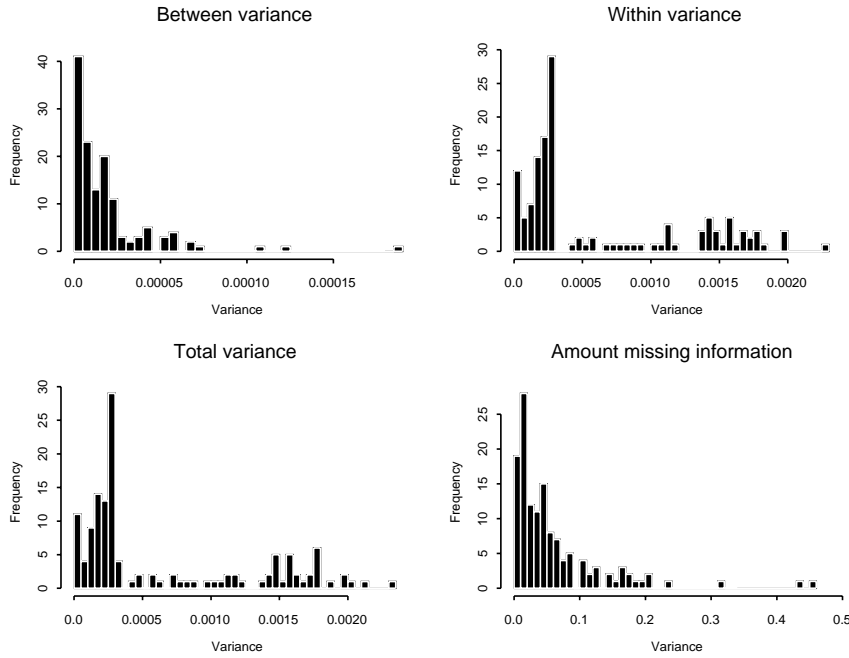 Between variance
Frequency
40
30
20
10
0
0.0 0.00005 0.00010 0.00015
Variance
Within variance
Frequency
30
25
20
15
10
5
0
0.0 0.0005 0.0010 0.0015 0.0020
Variance
Total variance
Frequency
30
25
20
15
10
5
0
0.0 0.0005 0.0010 0.0015 0.0020
Variance
Amount missing information
Frequency
25
20
15
10
5
0
0.0 0.1 0.2 0.3 0.4 0.5
Variance